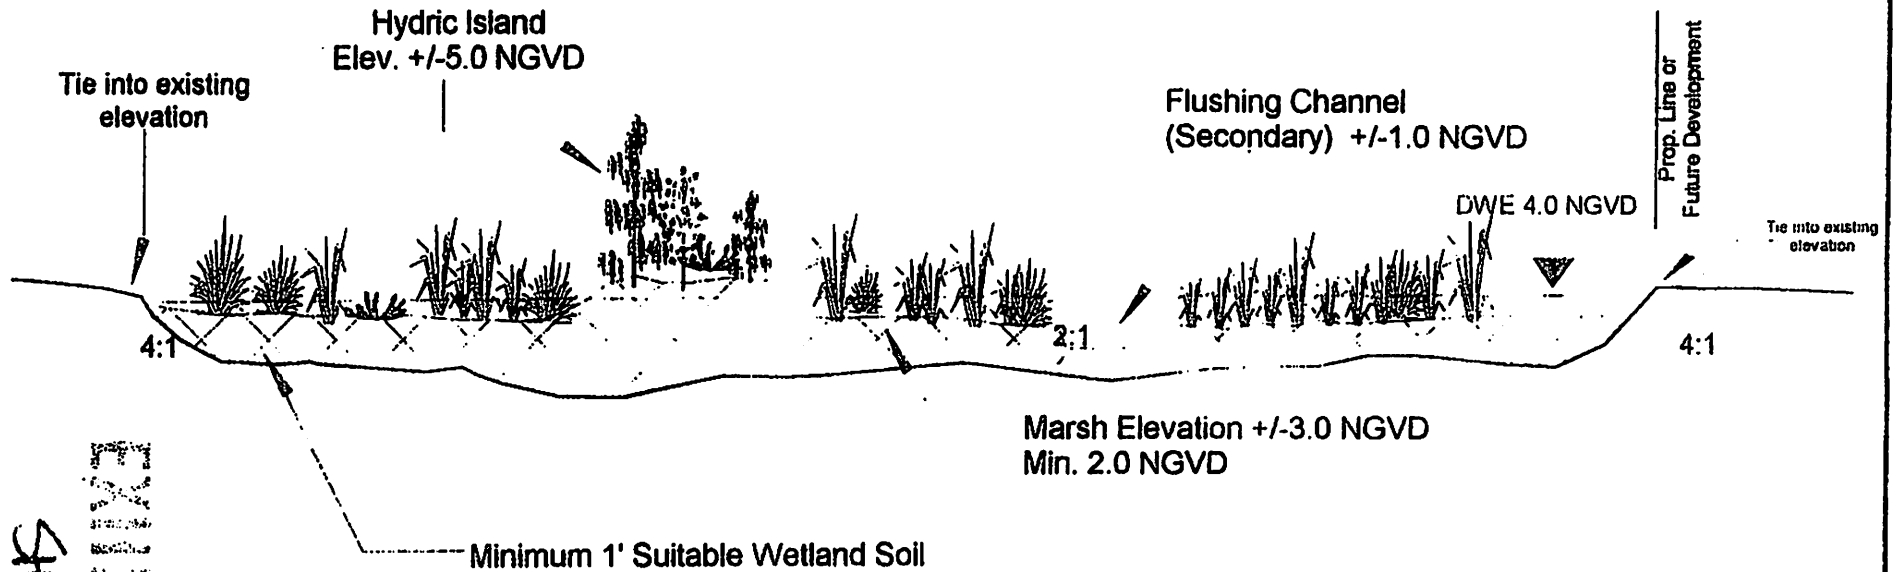 Hydric Island
Elev. +/-5.0 NGVD
Tie into existing
elevation
Flushing Channel
(Secondary) +/-1.0 NGVD
Prop. Line or
Future Development
DWE 4.0 NGVD
Tie into existing
elevation
4:1
2:1
4:1
Marsh Elevation +/-3.0 NGVD
Min. 2.0 NGVD
Minimum 1' Suitable Wetland Soil